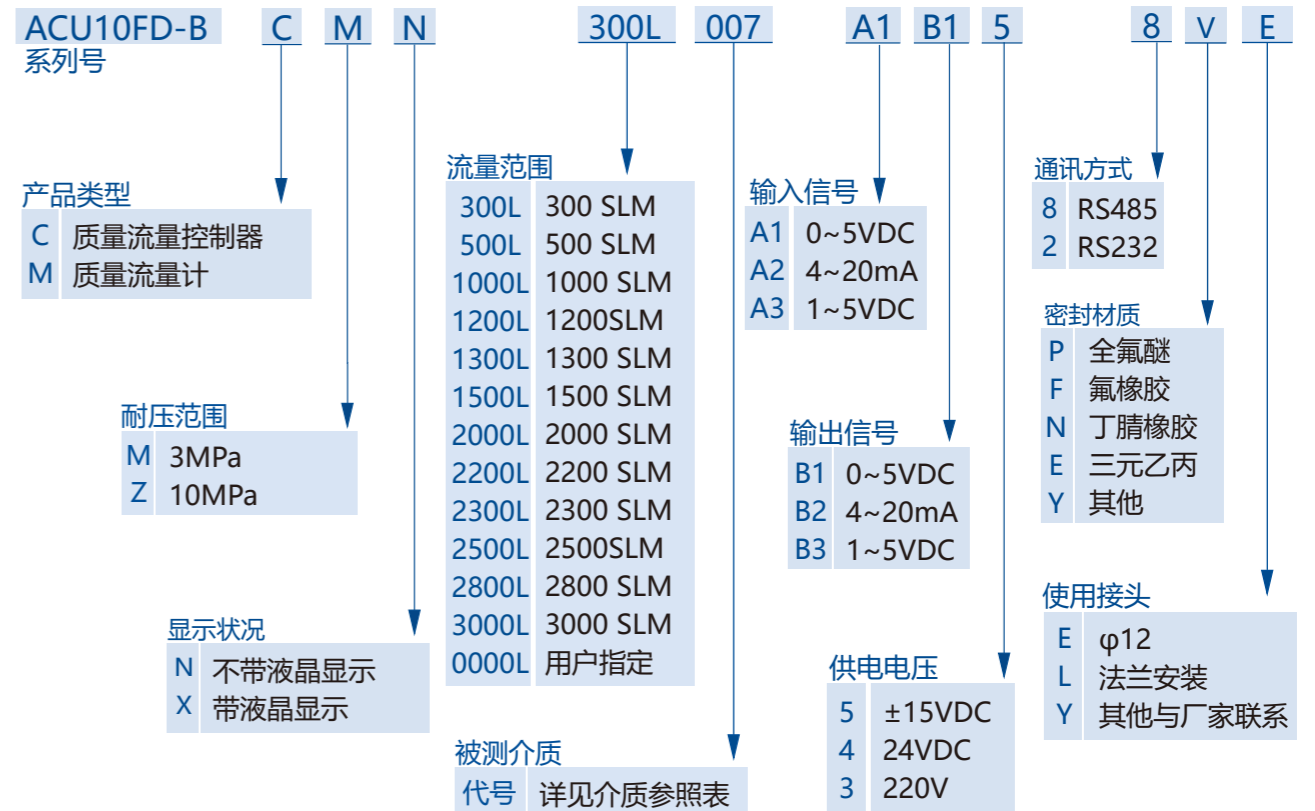 ACU10FD-B C M N 300L 007 A1 B1 5 8 V E
系列号
产品类型
C 质量流量控制器
M 质量流量计
耐压范围
M 3MPa
Z 10MPa
显示状况
N 不带液晶显示
X 带液晶显示
流量范围
300L 300 SLM
500L 500 SLM
1000L 1000 SLM
1200L 1200SLM
1300L 1300 SLM
1500L 1500 SLM
2000L 2000 SLM
2200L 2200 SLM
2300L 2300 SLM
2500L 2500SLM
2800L 2800 SLM
3000L 3000 SLM
0000L 用户指定
被测介质
代号 详见介质参照表
输入信号
A1 0~5VDC
A2 4~20mA
A3 1~5VDC
输出信号
B1 0~5VDC
B2 4~20mA
B3 1~5VDC
供电电压
5 ±15VDC
4 24VDC
3 220V
通讯方式
8 RS485
2 RS232
密封材质
P 全氟醚
F 氟橡胶
N 丁腈橡胶
E 三元乙丙
Y 其他
使用接头
E φ12
L 法兰安装
Y 其他与厂家联系